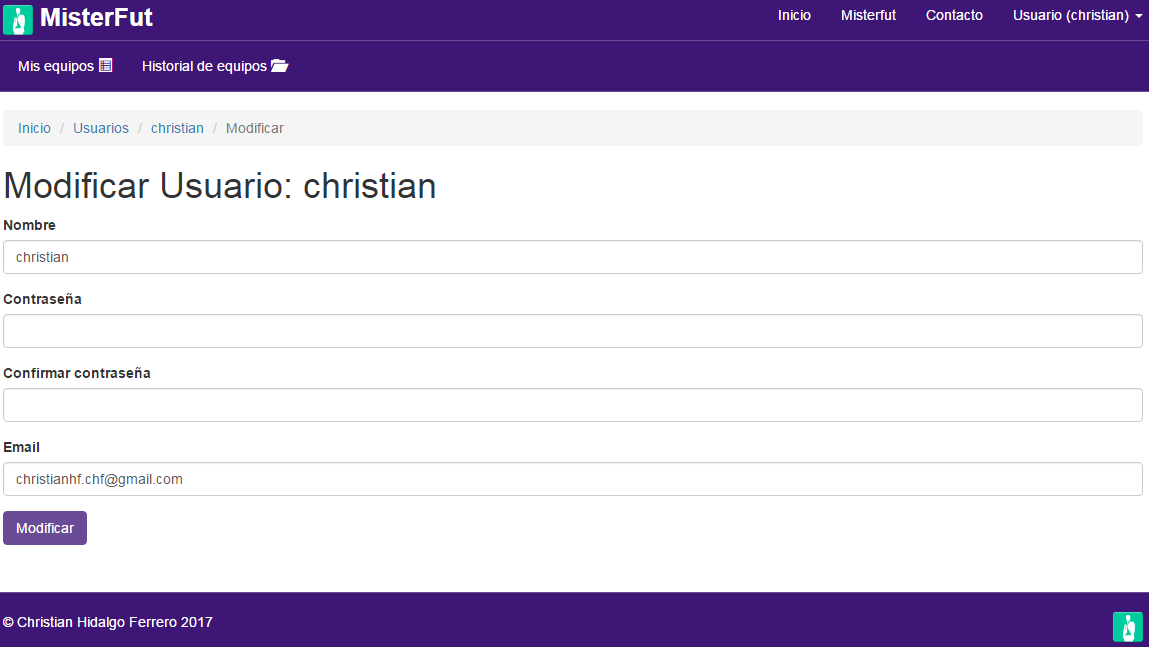 MisterFut
Inicio Misterfut Contacto Usuario (christian)
Mis equipos Historial de equipos
Inicio / Usuarios / christian / Modificar
Modificar Usuario: christian
Nombre
christian
Contraseña
Confirmar contraseña
Email
christianhf.chf@gmail.com
Modificar
© Christian Hidalgo Ferrero 2017